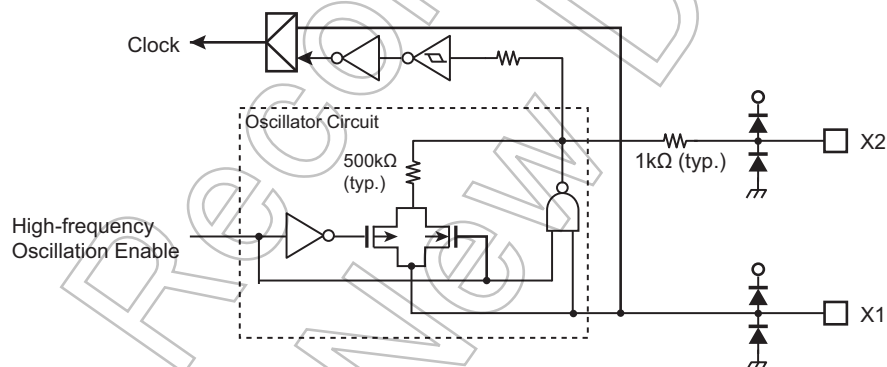 Clock
Oscillator Circuit
500kΩ
(typ.)
1kΩ (typ.)
X2
High-frequency
Oscillation Enable
X1